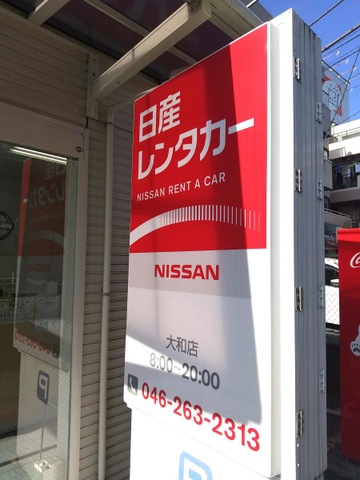 日産
レンタカー
NISSAN RENT A CAR
NISSAN
大和店
8:00~20:00
046-263-2313
P